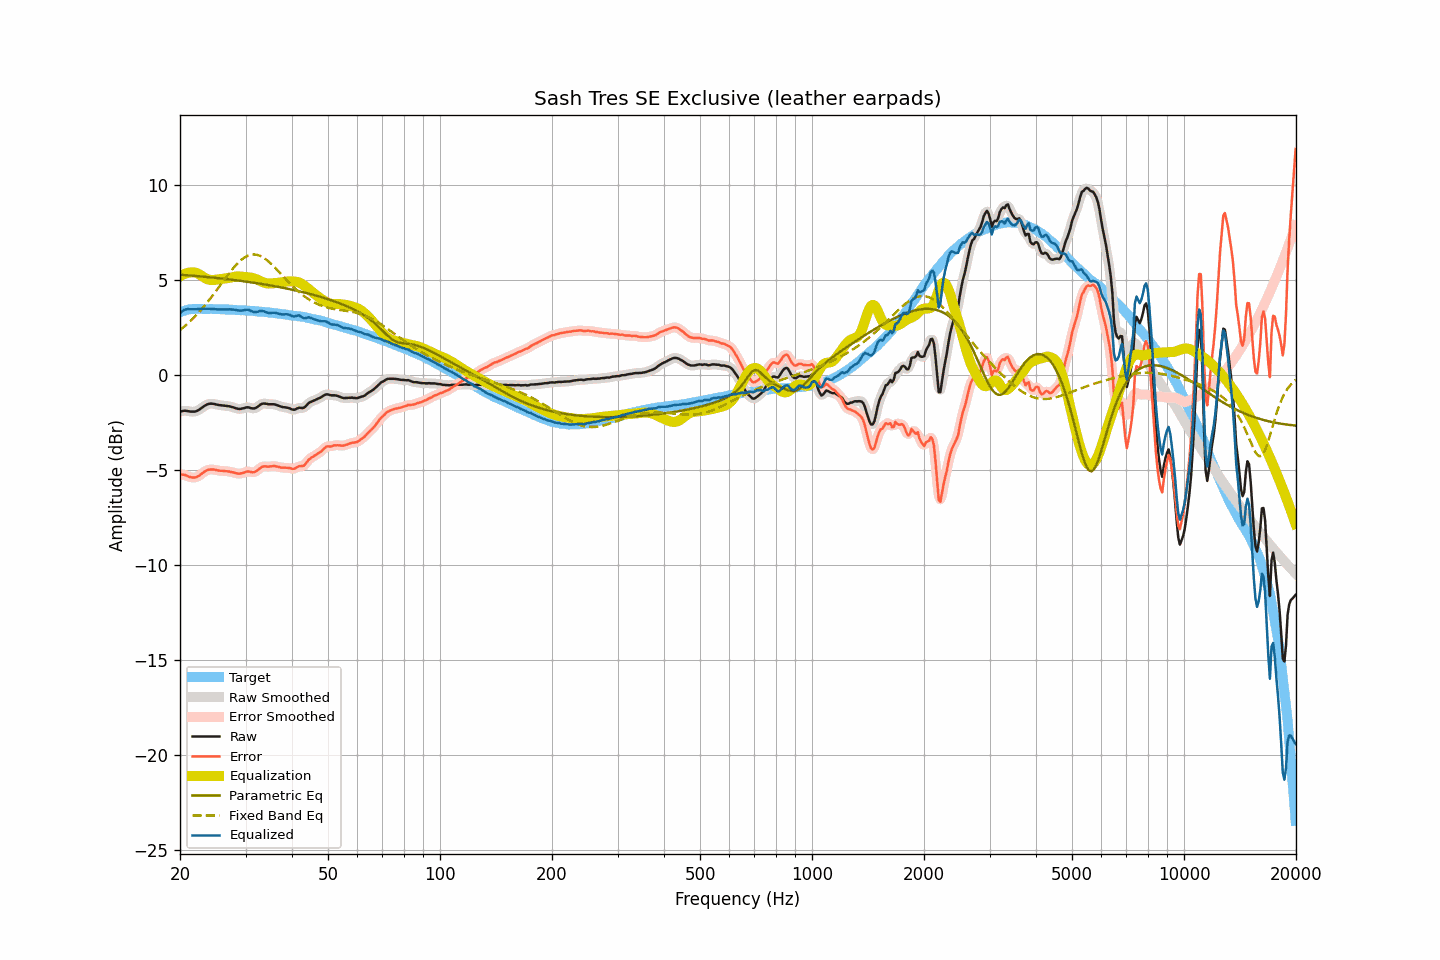 Sash Tres SE Exclusive (leather earpads)
Amplitude (dBr)
10
5
0
−5
−10
−15
−20
−25
Target
Raw Smoothed
Error Smoothed
Raw
Error
Equalization
Parametric Eq
Fixed Band Eq
Equalized
20 50 100 200 500 1000 2000 5000 10000 20000
Frequency (Hz)